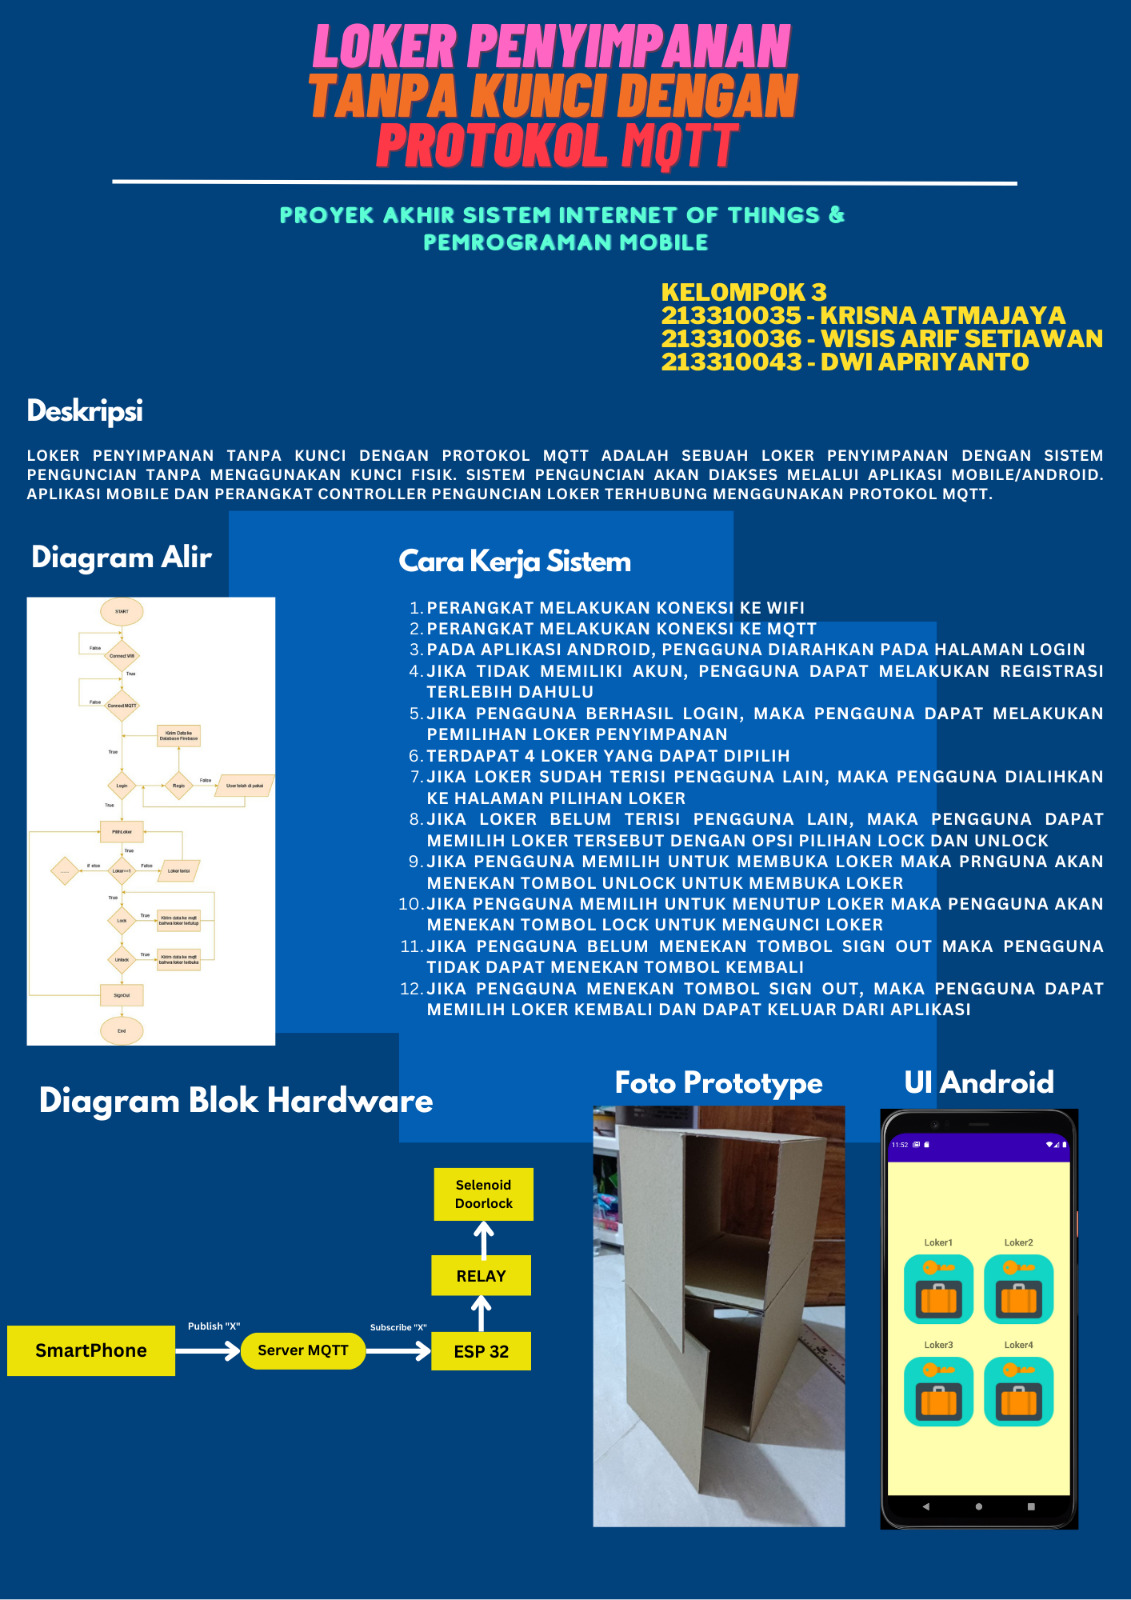 LOKER PENYIMPANAN
TANPA KUNCI DENGAN
PROTOKOL MQTT
PROYEK AKHIR SISTEM INTERNET OF THINGS &
PEMROGRAMAN MOBILE
KELOMPOK 3
213310035 - KRISNA ATMAJAYA
213310036 - WISIS ARIF SETIAWAN
213310043 - DWI APRIYANTO
Deskripsi
LOKER PENYIMPANAN TANPA KUNCI DENGAN PROTOKOL MQTT ADALAH SEBUAH LOKER PENYIMPANAN DENGAN SISTEM
PENGUNCIAN TANPA MENGGUNAKAN KUNCI FISIK. SISTEM PENGUNCIAN AKAN DIAKSES MELALUI APLIKASI MOBILE/ANDROID.
APLIKASI MOBILE DAN PERANGKAT CONTROLLER PENGUNCIAN LOKER TERHUBUNG MENGGUNAKAN PROTOKOL MQTT.
Diagram Alir
START
False
Connect Wifi
True
False
Connect MQTT
Kirim Data ke
Database Firebase
True
Login
Regis
False
User telah di pakai
True
Pilih Loker
True
......
if else
Loker==1
False
Loker terisi
True
Lock
True
Kirim data ke mqtt
bahwa loker tertutup
Unlock
True
Kirim data ke mqtt
bahwa loker terbuka
SignOut
End
Cara Kerja Sistem
1. PERANGKAT MELAKUKAN KONEKSI KE WIFI
2. PERANGKAT MELAKUKAN KONEKSI KE MQTT
3. PADA APLIKASI ANDROID, PENGGUNA DIARAHKAN PADA HALAMAN LOGIN
4. JIKA TIDAK MEMILIKI AKUN, PENGGUNA DAPAT MELAKUKAN REGISTRASI
TERLEBIH DAHULU
5. JIKA PENGGUNA BERHASIL LOGIN, MAKA PENGGUNA DAPAT MELAKUKAN
PEMILIHAN LOKER PENYIMPANAN
6. TERDAPAT 4 LOKER YANG DAPAT DIPILIH
7. JIKA LOKER SUDAH TERISI PENGGUNA LAIN, MAKA PENGGUNA DIALIHKAN
KE HALAMAN PILIHAN LOKER
8. JIKA LOKER BELUM TERISI PENGGUNA LAIN, MAKA PENGGUNA DAPAT
MEMILIH LOKER TERSEBUT DENGAN OPSI PILIHAN LOCK DAN UNLOCK
9. JIKA PENGGUNA MEMILIH UNTUK MEMBUKA LOKER MAKA PRNGUNA AKAN
MENEKAN TOMBOL UNLOCK UNTUK MEMBUKA LOKER
10. JIKA PENGGUNA MEMILIH UNTUK MENUTUP LOKER MAKA PENGGUNA AKAN
MENEKAN TOMBOL LOCK UNTUK MENGUNCI LOKER
11. JIKA PENGGUNA BELUM MENEKAN TOMBOL SIGN OUT MAKA PENGGUNA
TIDAK DAPAT MENEKAN TOMBOL KEMBALI
12. JIKA PENGGUNA MENEKAN TOMBOL SIGN OUT, MAKA PENGGUNA DAPAT
MEMILIH LOKER KEMBALI DAN DAPAT KELUAR DARI APLIKASI
Diagram Blok Hardware
Selenoid
Doorlock
RELAY
SmartPhone
Publish "X"
Server MQTT
Subscribe "X"
ESP 32
Foto Prototype
UI Android
11:52
Loker1
Loker2
Loker3
Loker4